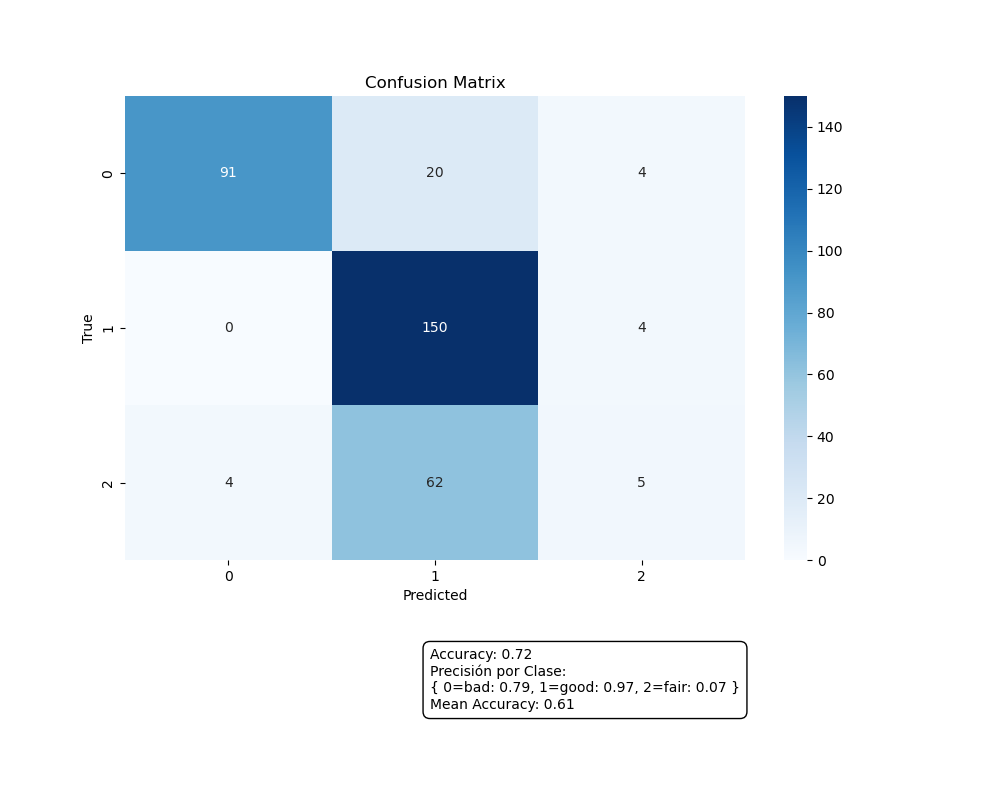 Confusion Matrix
0 91 20 4
1 0 150 4
2 4 62 5
True
0 1 2
Predicted
140
120
100
80
60
40
20
0
Accuracy: 0.72
Precisión por Clase:
{ 0=bad: 0.79, 1=good: 0.97, 2=fair: 0.07 }
Mean Accuracy: 0.61